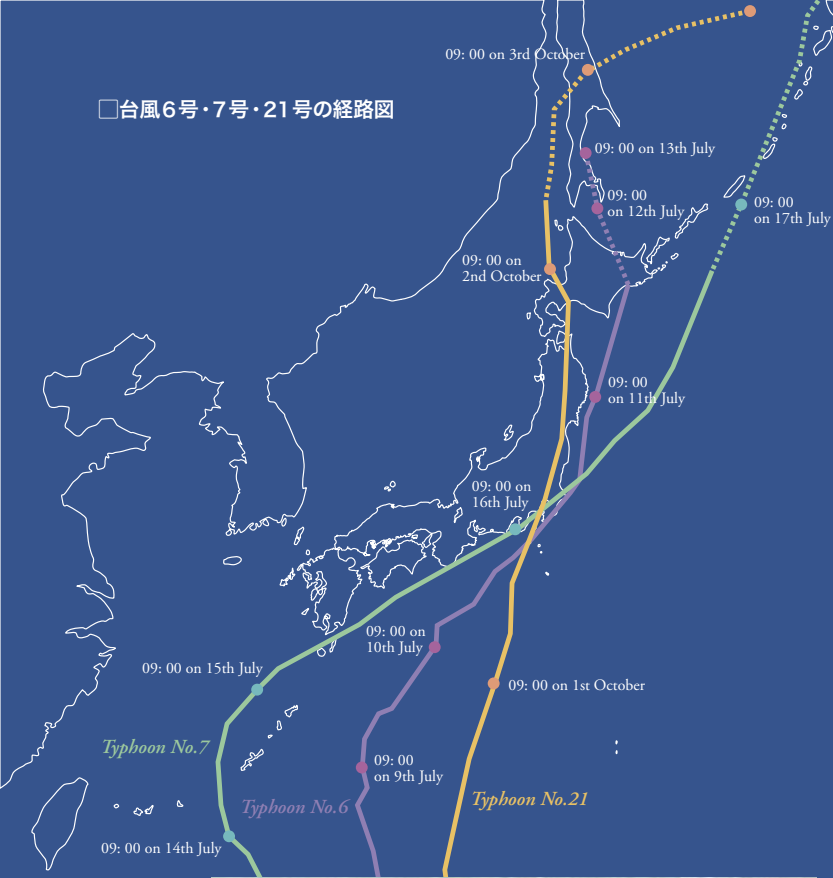 09: 00 on 3rd October
□台風6号・7号・21号の経路図
09: 00 on 13th July
09: 00
on 12th July
09: 00
on 17th July
09: 00 on
2nd October
09: 00
on 11th July
09: 00 on
16th July
09: 00 on
10th July
09: 00 on 15th July
09: 00 on 1st October
Typhoon No.7
09: 00
on 9th July
Typhoon No.6
Typhoon No.21
09: 00 on 14th July